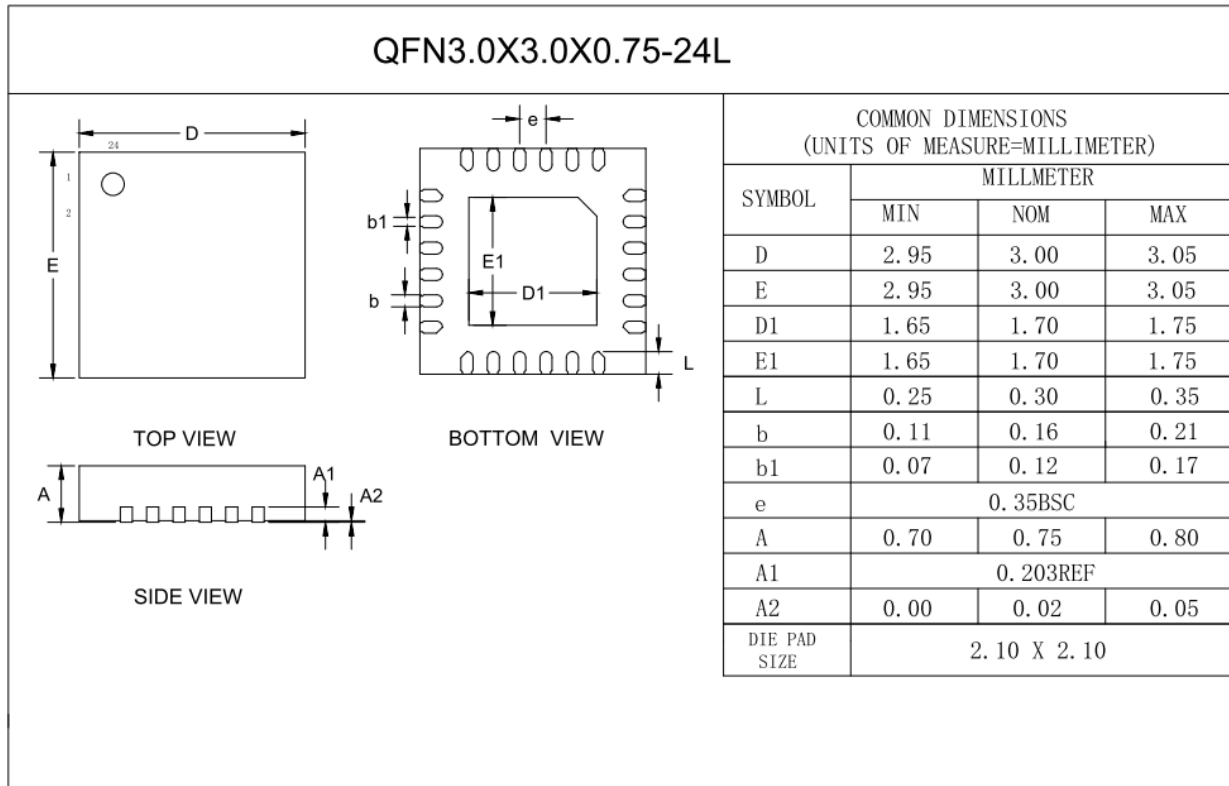 QFN3.0X3.0X0.75-24L
D
24
1
2
E
TOP VIEW
e
b1
E1
D1
b
L
BOTTOM VIEW
A
A1
A2
SIDE VIEW
COMMON DIMENSIONS
(UNITS OF MEASURE=MILLIMETER)
SYMBOL MILLMETER
MIN NOM MAX
D 2.95 3.00 3.05
E 2.95 3.00 3.05
D1 1.65 1.70 1.75
E1 1.65 1.70 1.75
L 0.25 0.30 0.35
b 0.11 0.16 0.21
b1 0.07 0.12 0.17
e 0.35BSC
A 0.70 0.75 0.80
A1 0.203REF
A2 0.00 0.02 0.05
DIE PAD
SIZE 2.10 X 2.10